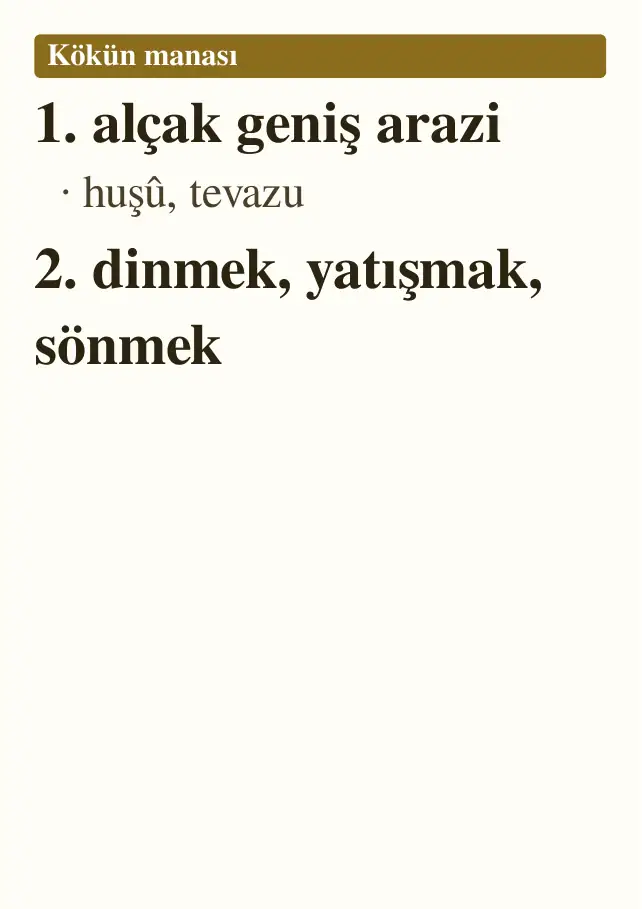 Kökün manası
1. alçak geniş arazi
· huşû, tevazu
2. dinmek, yatışmak,
sönmek